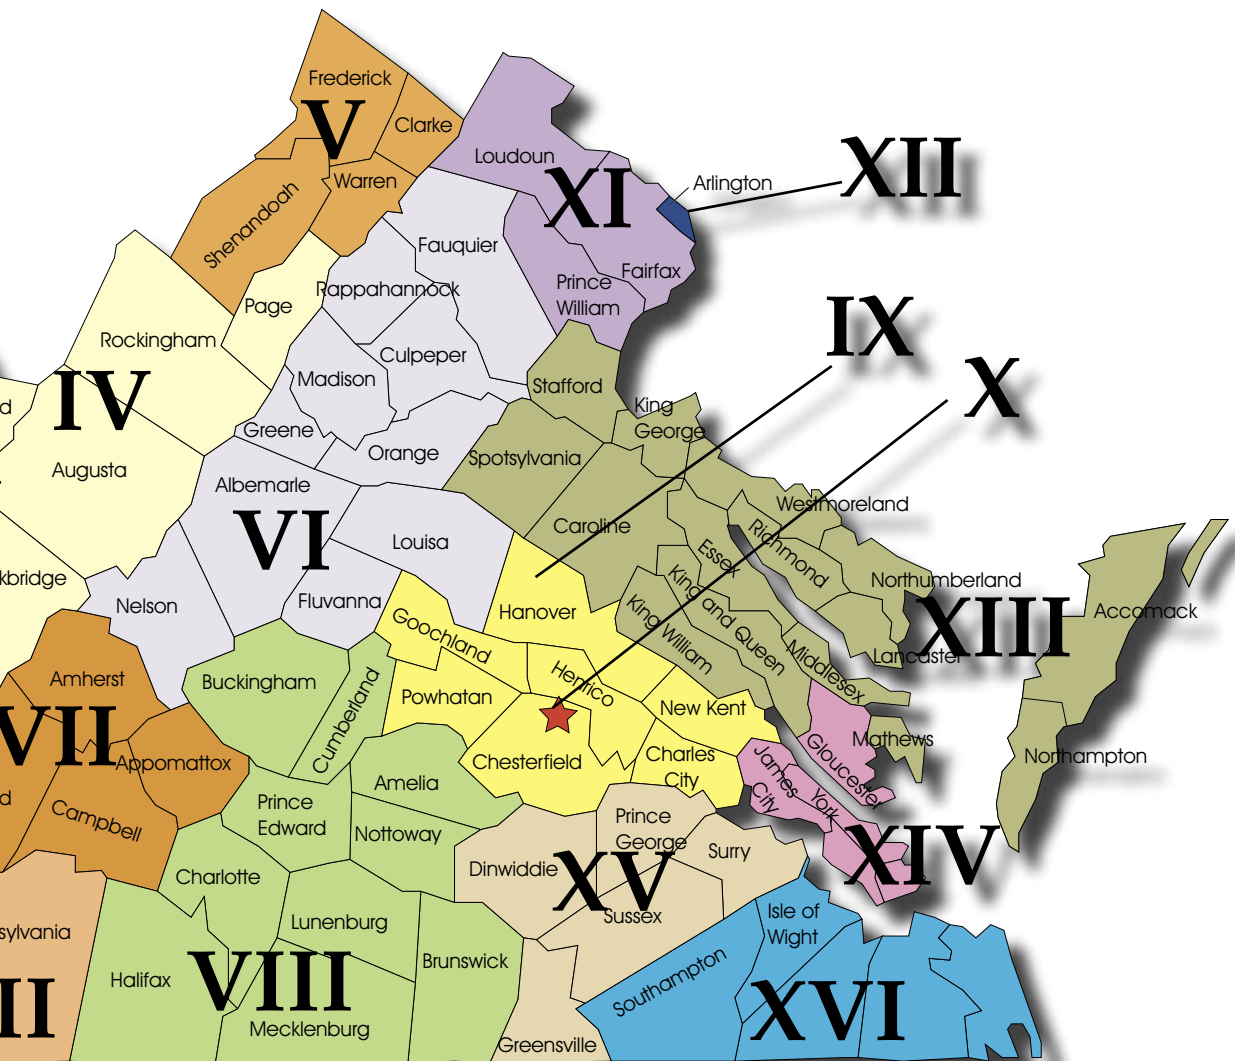 Frederick
V
Clarke
Loudoun
XII
Arlington
Warren
XI
Shenandoah
Fauquier
Fairfax
Prince
William
Rappahannock
Page
IX
Rockingham
Culpeper
Madison
Stafford
X
IV
d
King
George
Greene
Orange
Spotsylvania
Augusta
Albemarle
Westmoreland
Caroline
VI
Louisa
Richmond
Essex
kbridge
Northumberland
Nelson
Fluvanna
Hanover
King and Queen
King William
Goochland
XIII
Accomack
Lancaster
Middlesex
Amherst
Buckingham
Cumberland
Powhatan
Henrico
New Kent
VII
Mathews
Gloucester
Northampton
Appomattox
Chesterfield
Charles
City
James
City
York
Amelia
d
Campbell
Prince
Edward
Nottoway
Prince
George
Surry
XIV
Dinwiddie
XV
Charlotte
Sussex
Isle of
Wight
Lunenburg
sylvania
Brunswick
Halifax
VIII
Southampton
II
XVI
Mecklenburg
Greensville